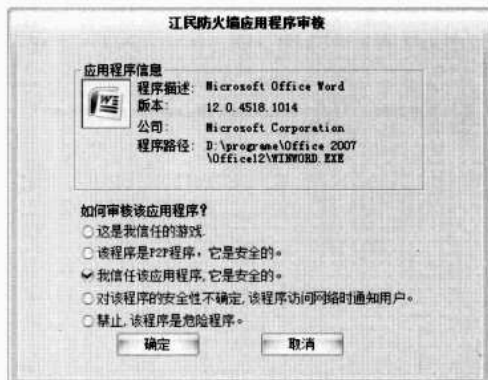 江民防火墙应用程序审核
应用程序信息
程序描述: Microsoft Office Word
版本: 12.0.4518.1014
公司: Microsoft Corporation
程序路径: D:\programe\Office 2007
\Office12\WINWORD.EXE
如何审核该应用程序?
这是我信任的游戏.
该程序是P2P程序，它是安全的。
我信任该应用程序,它是安全的。
对该程序的安全性不确定,该程序访问网络时通知用户。
禁止,该程序是危险程序。
确定 取消